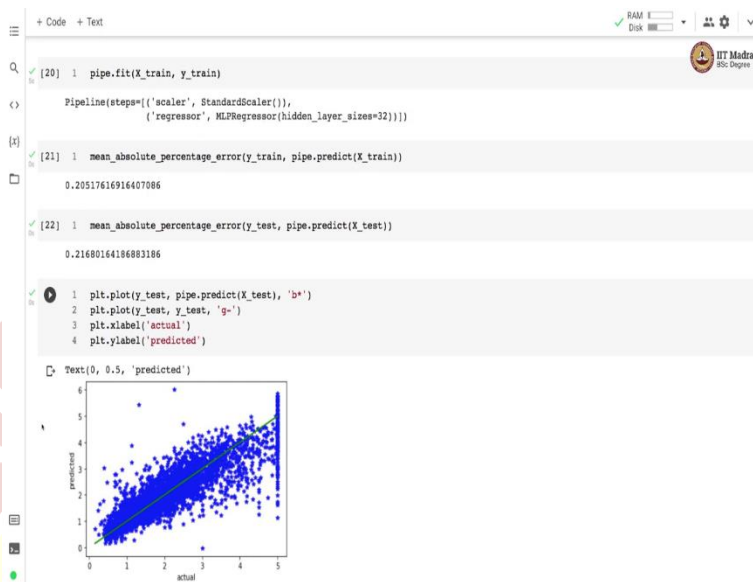 + Code + Text
RAM
Disk
IIT Madra
BSc Degree
[20] 1 pipe.fit(X_train, y_train)
Pipeline(steps=[('scaler', StandardScaler()),
('regressor', MLPRegressor(hidden_layer_sizes=32))])
{x}
[21] 1 mean_absolute_percentage_error(y_train, pipe.predict(X_train))
0.20517616916407086
[22] 1 mean_absolute_percentage_error(y_test, pipe.predict(X_test))
0.21680164186883186
1 plt.plot(y_test, pipe.predict(X_test), 'b*')
2 plt.plot(y_test, y_test, 'g-')
3 plt.xlabel('actual')
4 plt.ylabel('predicted')
Text(0, 0.5, 'predicted')
6
5
4
3
2
1
0
predicted
0 1 2 3 4 5
actual